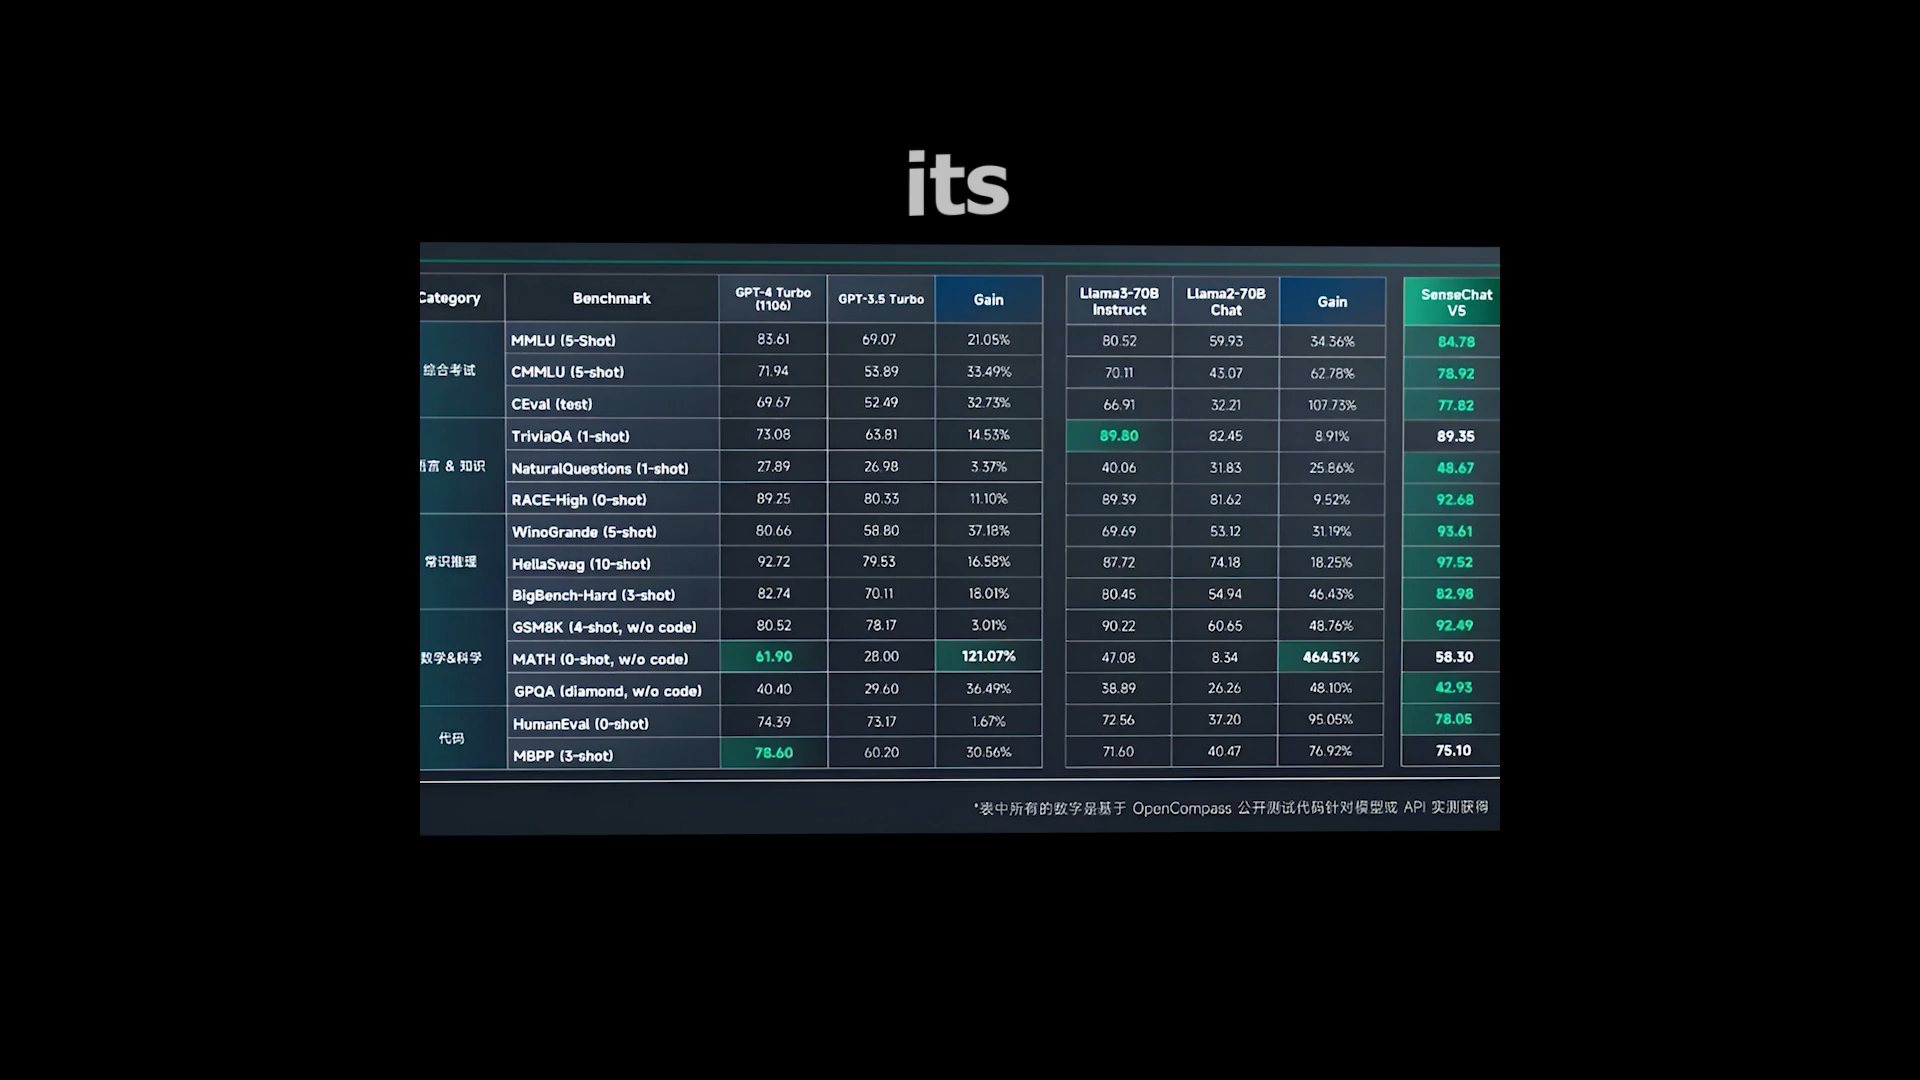 its
Category Benchmark GPT-4 Turbo (1106) GPT-3.5 Turbo Gain Llama3-70B Instruct Llama2-70B Chat Gain SenseChat V5
综合考试
MMLU (5-Shot) 83.61 69.07 21.05% 80.52 59.93 34.36% 84.78
CMMLU (5-shot) 71.94 53.89 33.49% 70.11 43.07 62.78% 78.92
CEval (test) 69.67 52.49 32.73% 66.91 32.21 107.73% 77.82
语言 & 知识
TriviaQA (1-shot) 73.08 63.81 14.53% 89.80 82.45 8.91% 89.35
NaturalQuestions (1-shot) 27.89 26.98 3.37% 40.06 31.83 25.86% 48.67
RACE-High (0-shot) 89.25 80.33 11.10% 89.39 81.62 9.52% 92.68
常识推理
WinoGrande (5-shot) 80.66 58.80 37.18% 69.69 53.12 31.19% 93.61
HellaSwag (10-shot) 92.72 79.53 16.58% 87.72 74.18 18.25% 97.52
BigBench-Hard (3-shot) 82.74 70.11 18.01% 80.45 54.94 46.43% 82.98
数学&科学
GSM8K (4-shot, w/o code) 80.52 78.17 3.01% 90.22 60.65 48.76% 92.49
MATH (0-shot, w/o code) 61.90 28.00 121.07% 47.08 8.34 464.51% 58.30
GPQA (diamond, w/o code) 40.40 29.60 36.49% 38.89 26.26 48.10% 42.93
代码
HumanEval (0-shot) 74.39 73.17 1.67% 72.56 37.20 95.05% 78.05
MBPP (3-shot) 78.60 60.20 30.56% 71.60 40.47 76.92% 75.10
*表中所有的数字是基于 OpenCompass 公开测试代码针对模型或 API 实测获得